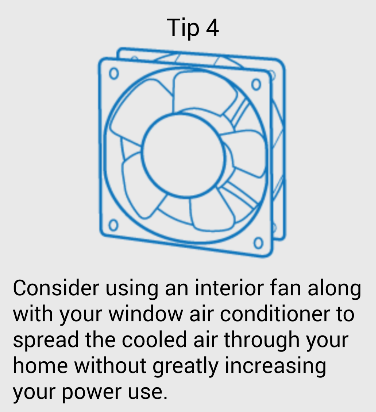 Tip 4
Consider using an interior fan along
with your window air conditioner to
spread the cooled air through your
home without greatly increasing
your power use.